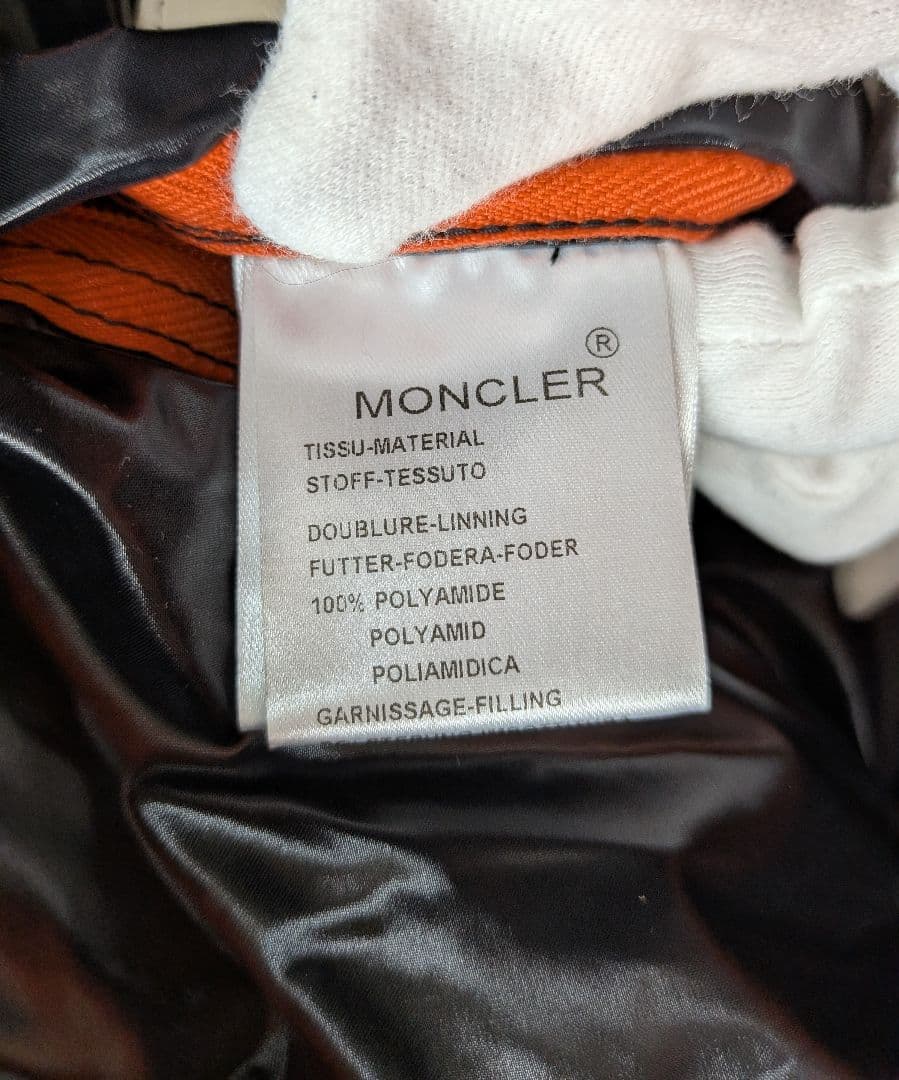 ®
MONCLER
TISSU-MATERIAL
STOFF-TESSUTO
DOUBLURE-LINNING
FUTTER-FODERA-FODER
100% POLYAMIDE
POLYAMID
POLIAMIDICA
GARNISSAGE-FILLING